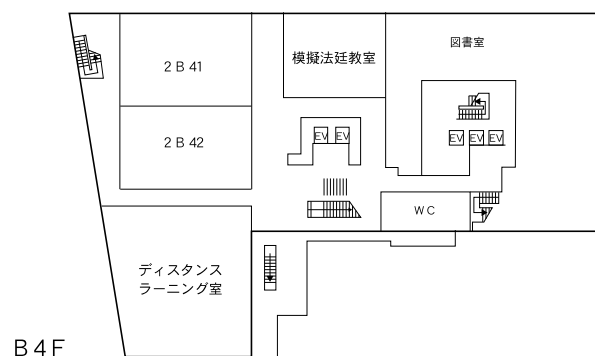 図書室
模擬法廷教室
2B41
EV EV
EV EV EV
2B42
WC
ディスタンス
ラーニング室
B4F